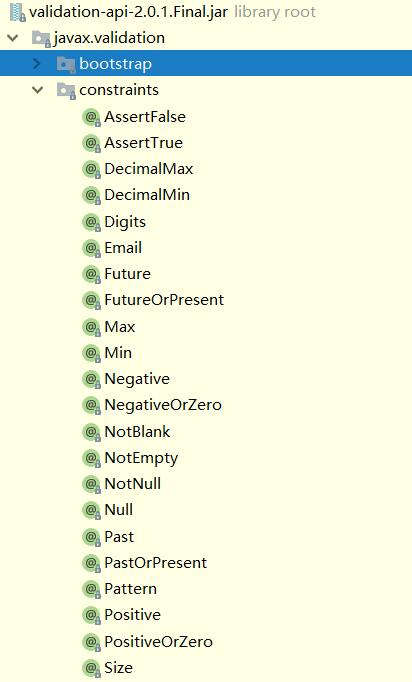 validation-api-2.0.1.Final.jar library root
javax.validation
bootstrap
constraints
@ AssertFalse
@ AssertTrue
@ DecimalMax
@ DecimalMin
@ Digits
@ Email
@ Future
@ FutureOrPresent
@ Max
@ Min
@ Negative
@ NegativeOrZero
@ NotBlank
@ NotEmpty
@ NotNull
@ Null
@ Past
@ PastOrPresent
@ Pattern
@ Positive
@ PositiveOrZero
@ Size